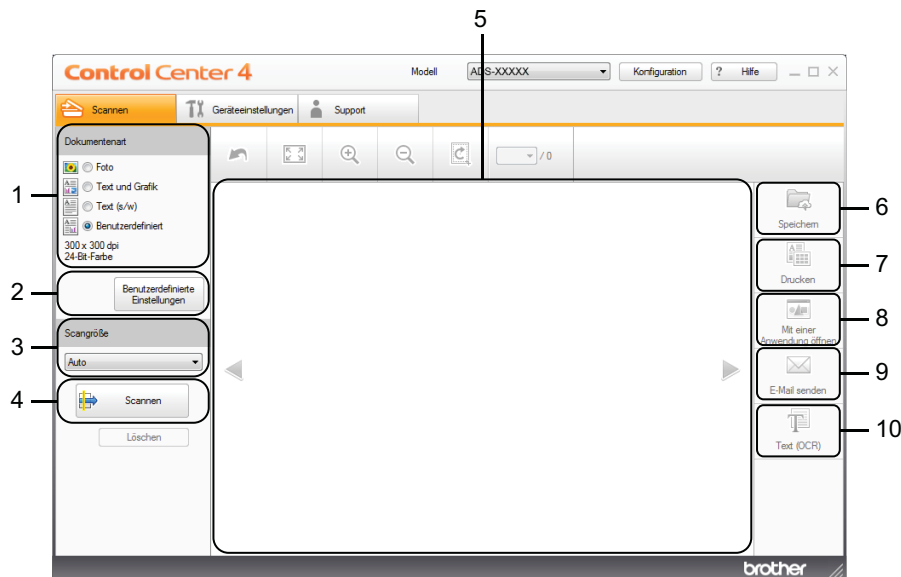 5
Control Center 4
Modell
ADS-XXXXX
Konfiguration
? Hilfe
Scannen
Geräteeinstellungen
Support
Dokumentenart
/ 0
Foto
Text und Grafik
Text (s/w)
Benutzerdefiniert
300 x 300 dpi
24-Bit-Farbe
1
Benutzerdefinierte
Einstellungen
2
Scangröße
Auto
3
Scannen
4
Löschen
Speichern
6
Drucken
7
Mit einer
Anwendung öffnen
8
E-Mail senden
9
Text (OCR)
10
brother